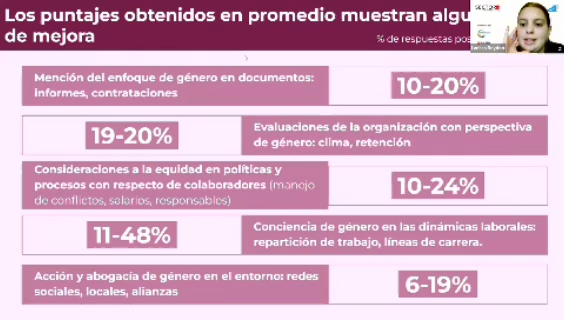 Los puntajes obtenidos en promedio muestran
de mejora
% de respuestas
Mención del enfoque de género en documentos:
informes, contrataciones
10-20%
19-20%
Evaluaciones de la organización con perspectiva
de género: clima, retención
Consideraciones a la equidad en políticas y
procesos con respecto de colaboradores (manejo
de conflictos, salarios, responsables)
10-24%
11-48%
Conciencia de género en las dinámicas laborales:
repartición de trabajo, líneas de carrera.
Acción y abogacía de género en el entorno: redes
sociales, locales, alianzas
6-19%